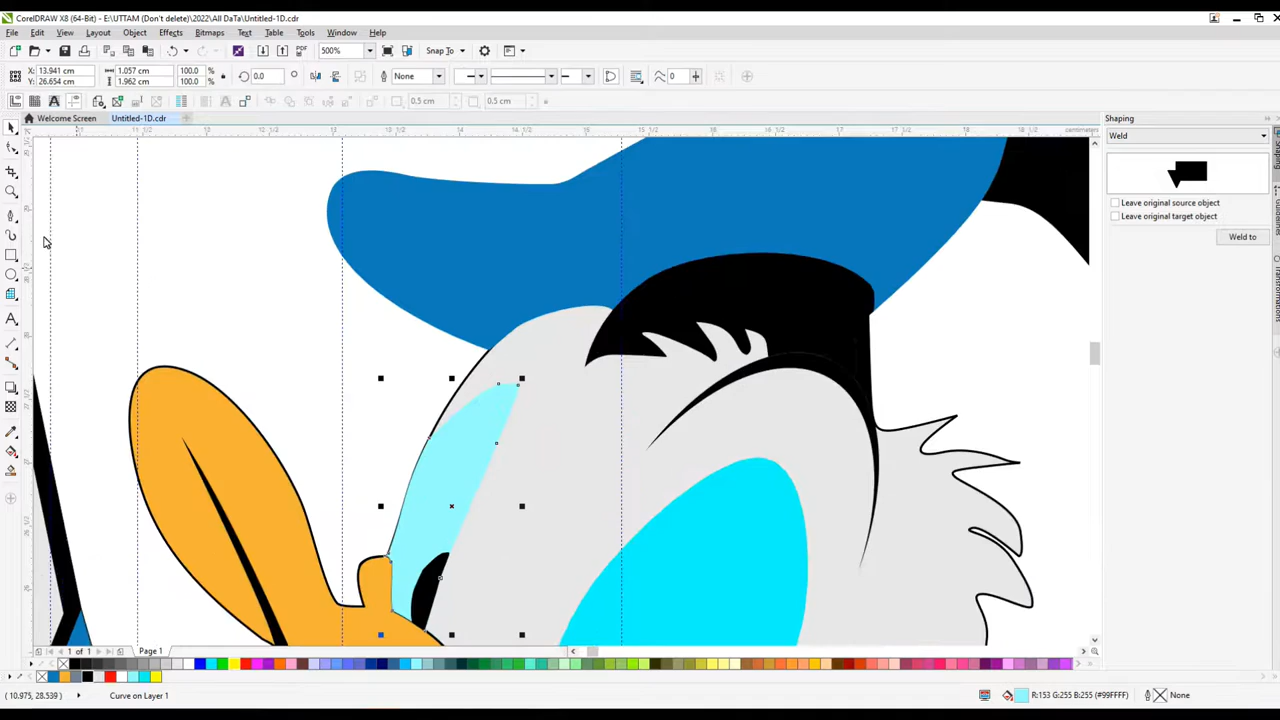 CorelDRAW X8 (64-Bit) - E:\UTTAM (Don't delete)\2022\All DaTa\Untitled-1D.cdr
File Edit View Layout Object Effects Bitmaps Text Table Tools Window Help
500% Snap To
X: 13.941 cm 1.057 cm 100.0 % 0.0 None 0
Y: 26.654 cm 1.962 cm 100.0 %
0.5 cm 0.5 cm
Welcome Screen Untitled-1D.cdr
Shaping
centimeters
Weld
Leave original source object
Leave original target object
Weld to
1 of 1 Page 1
(10.975, 28.539) Curve on Layer 1 R:153 G:255 B:255 (#99FFFF) None